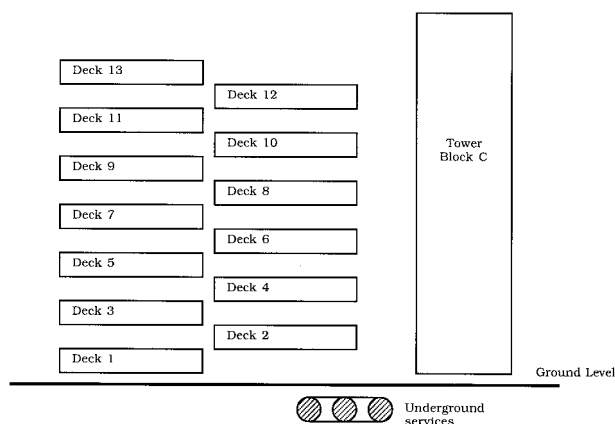 Deck 13
Deck 12
Deck 11
Deck 10
Tower
Block C
Deck 9
Deck 8
Deck 7
Deck 6
Deck 5
Deck 4
Deck 3
Deck 2
Deck 1
Ground Level
Underground
services